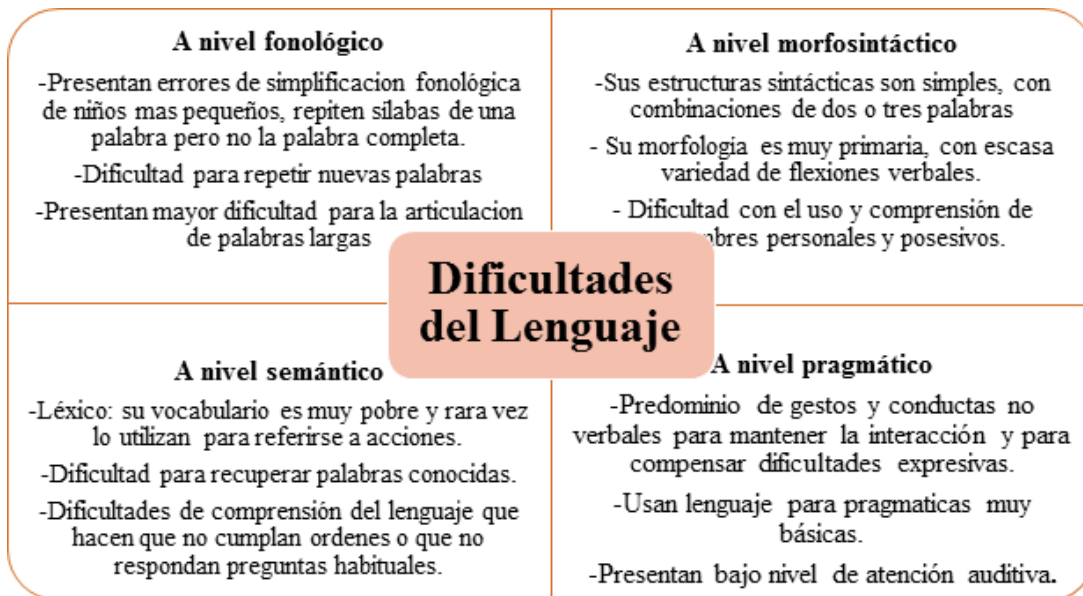 A nivel fonológico
-Presentan errores de simplificacion fonológica
de niños mas pequeños, repiten sílabas de una
palabra pero no la palabra completa.
-Dificultad para repetir nuevas palabras
-Presentan mayor dificultad para la articulacion
de palabras largas
A nivel morfosintáctico
-Sus estructuras sintácticas son simples, con
combinaciones de dos o tres palabras
- Su morfología es muy primaria, con escasa
variedad de flexiones verbales.
- Dificultad con el uso y comprensión de
personales y posesivos.
Dificultades
del Lenguaje
A nivel semántico
-Léxico: su vocabulario es muy pobre y rara vez
lo utilizan para referirse a acciones.
-Dificultad para recuperar palabras conocidas.
-Dificultades de comprensión del lenguaje que
hacen que no cumplan ordenes o que no
respondan preguntas habituales.
A nivel pragmático
-Predominio de gestos y conductas no
verbales para mantener la interacción y para
compensar dificultades expresivas.
-Usan lenguaje para pragmaticas muy
básicas.
-Presentan bajo nivel de atención auditiva.